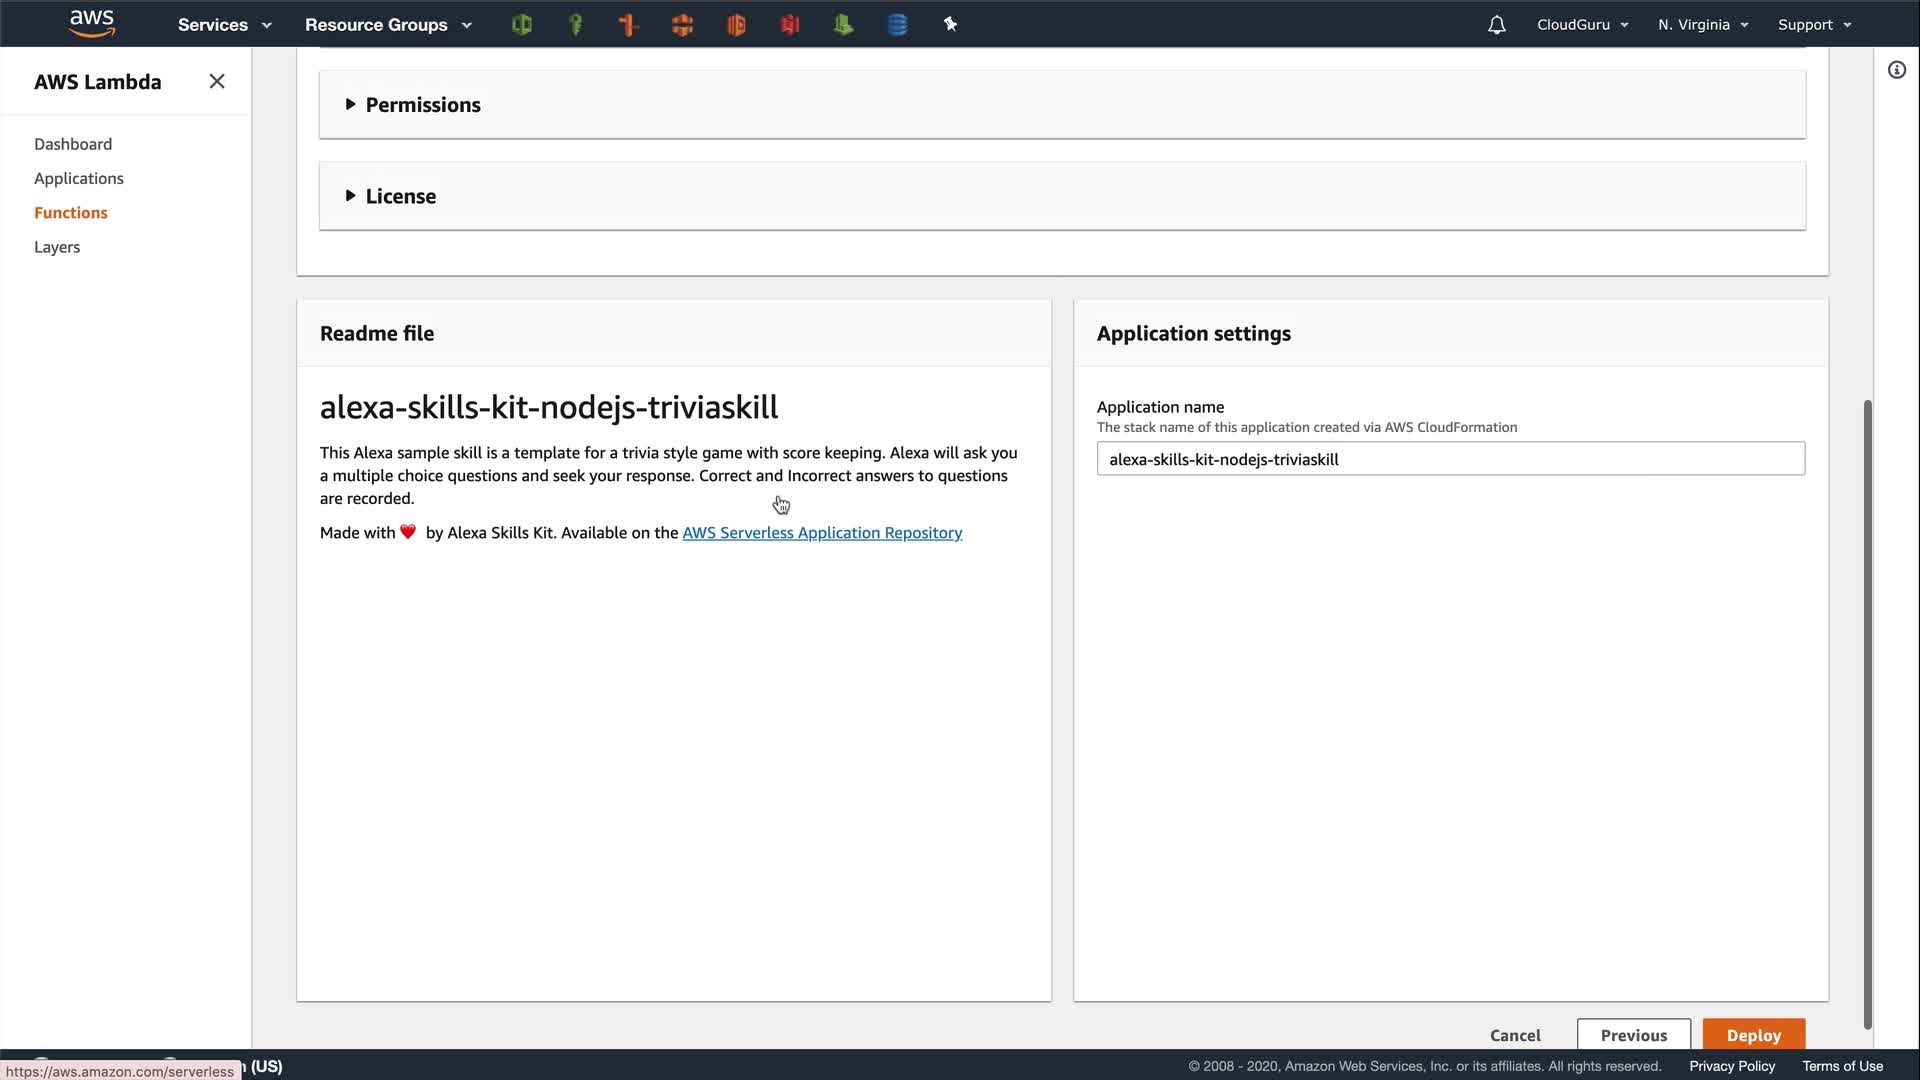 aws
Services
Resource Groups
CloudGuru
N. Virginia
Support
AWS Lambda
Dashboard
Applications
Functions
Layers
Permissions
License
Readme file
alexa-skills-kit-nodejs-triviaskill
This Alexa sample skill is a template for a trivia style game with score keeping. Alexa will ask you
a multiple choice questions and seek your response. Correct and Incorrect answers to questions
are recorded.
Made with ❤️ by Alexa Skills Kit. Available on the AWS Serverless Application Repository
Application settings
Application name
The stack name of this application created via AWS CloudFormation
alexa-skills-kit-nodejs-triviaskill
Cancel
Previous
Deploy
https://aws.amazon.com/serverless
(US)
© 2008 - 2020, Amazon Web Services, Inc. or its affiliates. All rights reserved.
Privacy Policy
Terms of Use